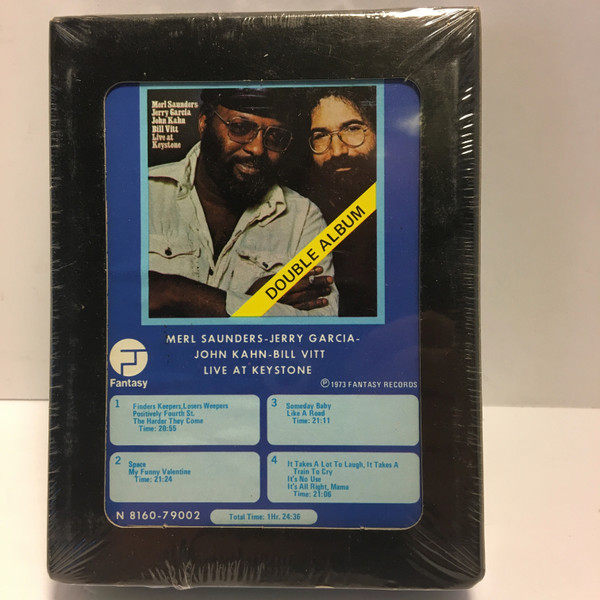 Merl Saunders
Jerry Garcia
John Kahn
Bill Vitt
Live at
Keystone
DOUBLE ALBUM
MERL SAUNDERS-JERRY GARCIA-
JOHN KAHN-BILL VITT
LIVE AT KEYSTONE
Fantasy
Ⓟ 1973 FANTASY RECORDS
1
Finders Keepers, Losers Weepers
Positively Fourth St.
The Harder They Come
Time: 20:55
2
Space
My Funny Valentine
Time: 21:24
3
Someday Baby
Like A Road
Time: 21:11
4
It Takes A Lot To Laugh, It Takes A
Train To Cry
It's No Use
It's All Right, Mama
Time: 21:08
N 8160-79002
Total Time: 1Hr. 24:38